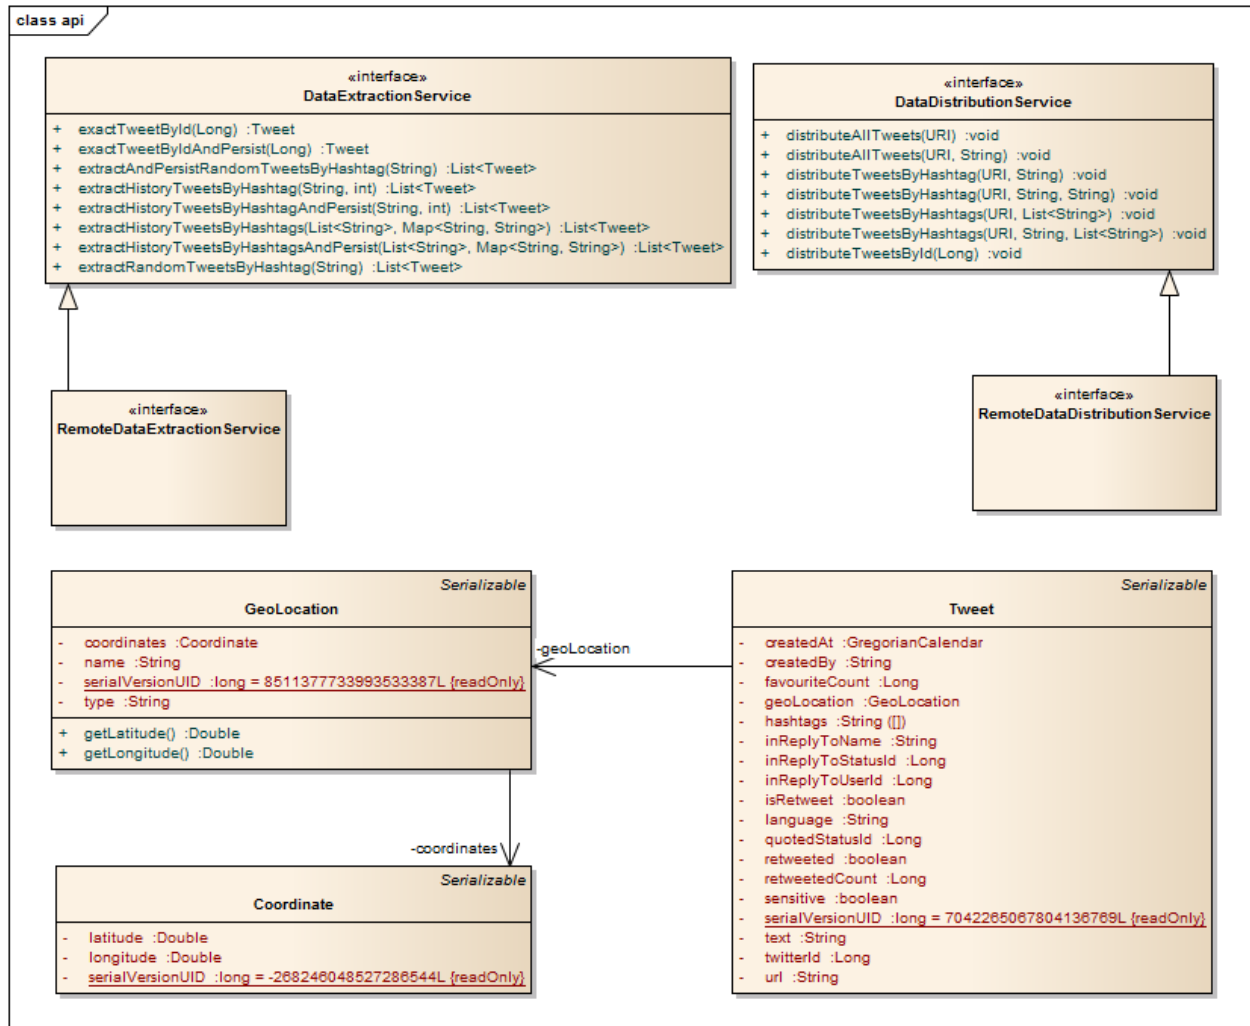 class api
«interface»
DataExtractionService
+ exactTweetById(Long) :Tweet
+ exactTweetByIdAndPersist(Long) :Tweet
+ extractAndPersistRandomTweetsByHashtag(String) :List<Tweet>
+ extractHistoryTweetsByHashtag(String, int) :List<Tweet>
+ extractHistoryTweetsByHashtagAndPersist(String, int) :List<Tweet>
+ extractHistoryTweetsByHashtags(List<String>, Map<String, String>) :List<Tweet>
+ extractHistoryTweetsByHashtagsAndPersist(List<String>, Map<String, String>) :List<Tweet>
+ extractRandomTweetsByHashtag(String) :List<Tweet>
«interface»
DataDistributionService
+ distributeAllTweets(URI) :void
+ distributeAllTweets(URI, String) :void
+ distributeTweetsByHashtag(URI, String) :void
+ distributeTweetsByHashtag(URI, String, String) :void
+ distributeTweetsByHashtags(URI, List<String>) :void
+ distributeTweetsByHashtags(URI, String, List<String>) :void
+ distributeTweetsById(Long) :void
«interface»
RemoteDataExtractionService
«interface»
RemoteDataDistributionService
Serializable
GeoLocation
- coordinates :Coordinate
- name :String
- serialVersionUID :long = 8511377733993533387L {readOnly}
- type :String
+ getLatitude() :Double
+ getLongitude() :Double
-geoLocation
Serializable
Tweet
- createdAt :GregorianCalendar
- createdBy :String
- favouriteCount :Long
- geoLocation :GeoLocation
- hashtags :String ([])
- inReplyToName :String
- inReplyToStatusId :Long
- inReplyToUserId :Long
- isRetweet :boolean
- language :String
- quotedStatusId :Long
- retweeted :boolean
- retweetedCount :Long
- sensitive :boolean
- serialVersionUID :long = 7042265067804136769L {readOnly}
- text :String
- twitterId :Long
- url :String
-coordinates
Serializable
Coordinate
- latitude :Double
- longitude :Double
- serialVersionUID :long = -268246048527286544L {readOnly}